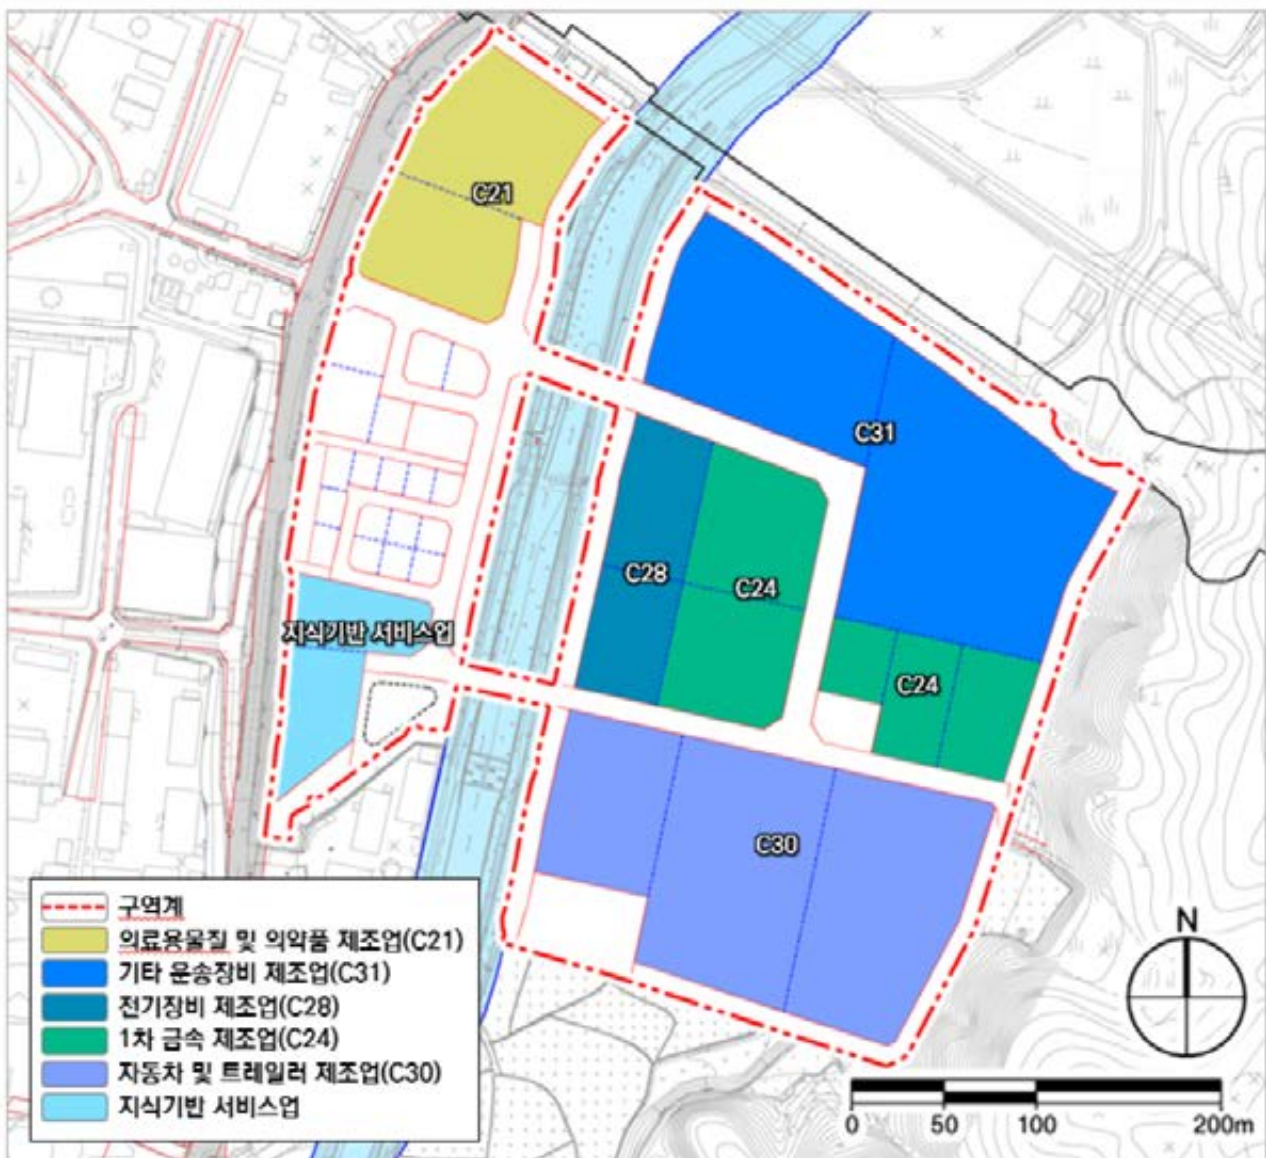 C21
C31
C28
C24
지식기반 서비스업
C24
C30
구역계
의료용물질 및 의약품 제조업(C21)
기타 운송장비 제조업(C31)
전기장비 제조업(C28)
1차 금속 제조업(C24)
자동차 및 트레일러 제조업(C30)
지식기반 서비스업
N
0 50 100 200m